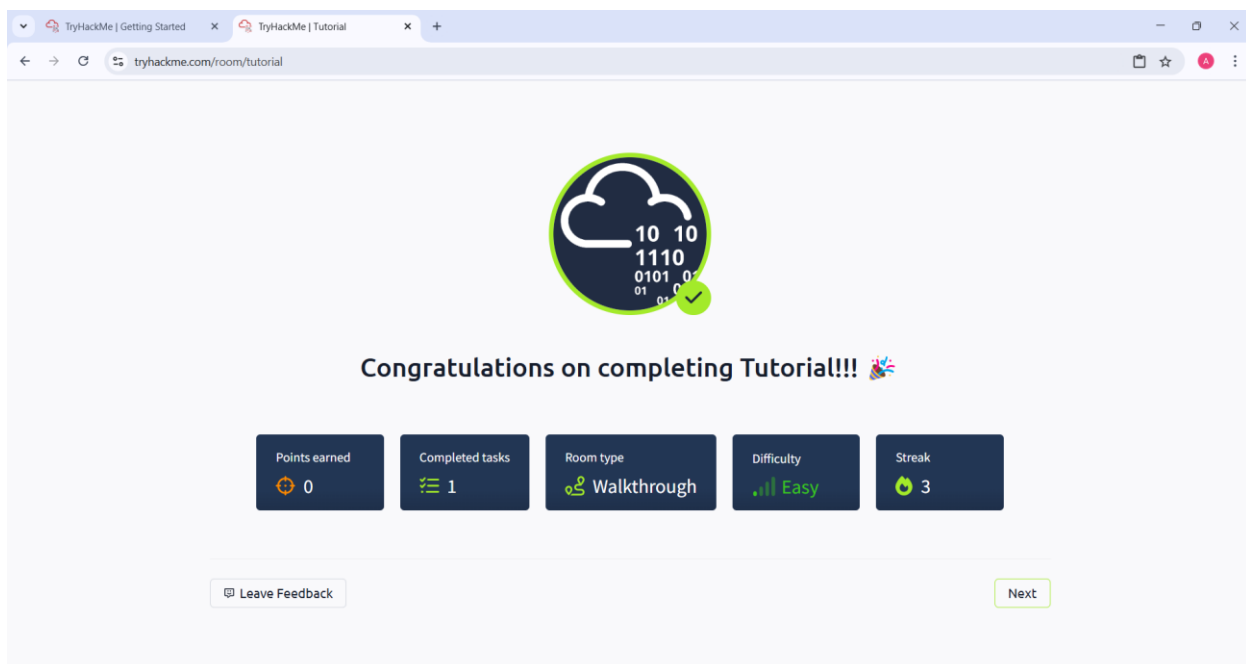 TryHackMe | Getting Started
TryHackMe | Tutorial
tryhackme.com/room/tutorial
A
10 10
1110
0101
01
01
Congratulations on completing Tutorial!!!
Points earned
0
Completed tasks
1
Room type
Walkthrough
Difficulty
Easy
Streak
3
Leave Feedback
Next